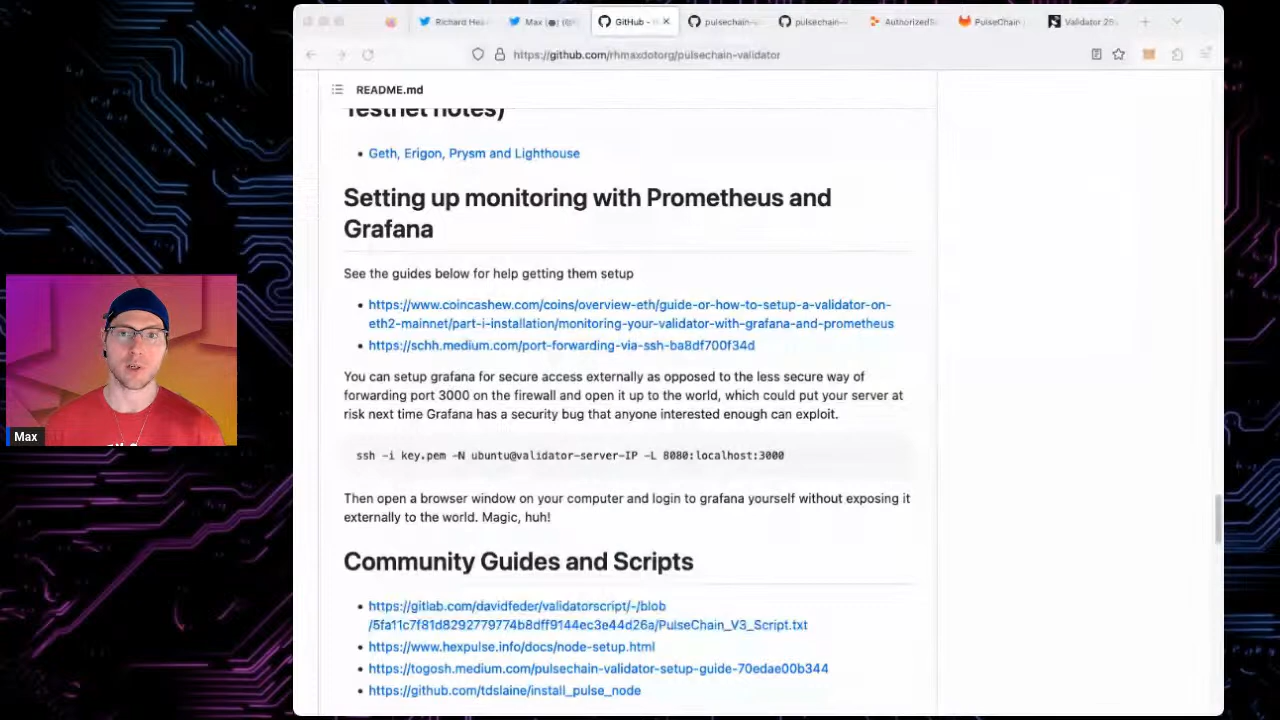 Richard Hea
Max
GitHub -
pulsechain-
pulsechain-
AuthorizedS
PulseChain
Validator 25
https://github.com/rhmaxdotorg/pulsechain-validator
README.md
Testnet notes)
• Geth, Erigon, Prysm and Lighthouse
Setting up monitoring with Prometheus and
Grafana
See the guides below for help getting them setup
• https://www.coincashew.com/coins/overview-eth/guide-or-how-to-setup-a-validator-on-
eth2-mainnet/part-i-installation/monitoring-your-validator-with-grafana-and-prometheus
• https://schh.medium.com/port-forwarding-via-ssh-ba8df700f34d
You can setup grafana for secure access externally as opposed to the less secure way of
forwarding port 3000 on the firewall and open it up to the world, which could put your server at
risk next time Grafana has a security bug that anyone interested enough can exploit.
ssh -i key.pem -N ubuntu@validator-server-IP -L 8080:localhost:3000
Then open a browser window on your computer and login to grafana yourself without exposing it
externally to the world. Magic, huh!
Community Guides and Scripts
• https://gitlab.com/davidfeder/validatorscript/-/blob
/5fa11c7f81d8292779774b8dff9144ec3e44d26a/PulseChain_V3_Script.txt
• https://www.hexpulse.info/docs/node-setup.html
• https://togosh.medium.com/pulsechain-validator-setup-guide-70edae00b344
• https://github.com/tdslaine/install_pulse_node
Max